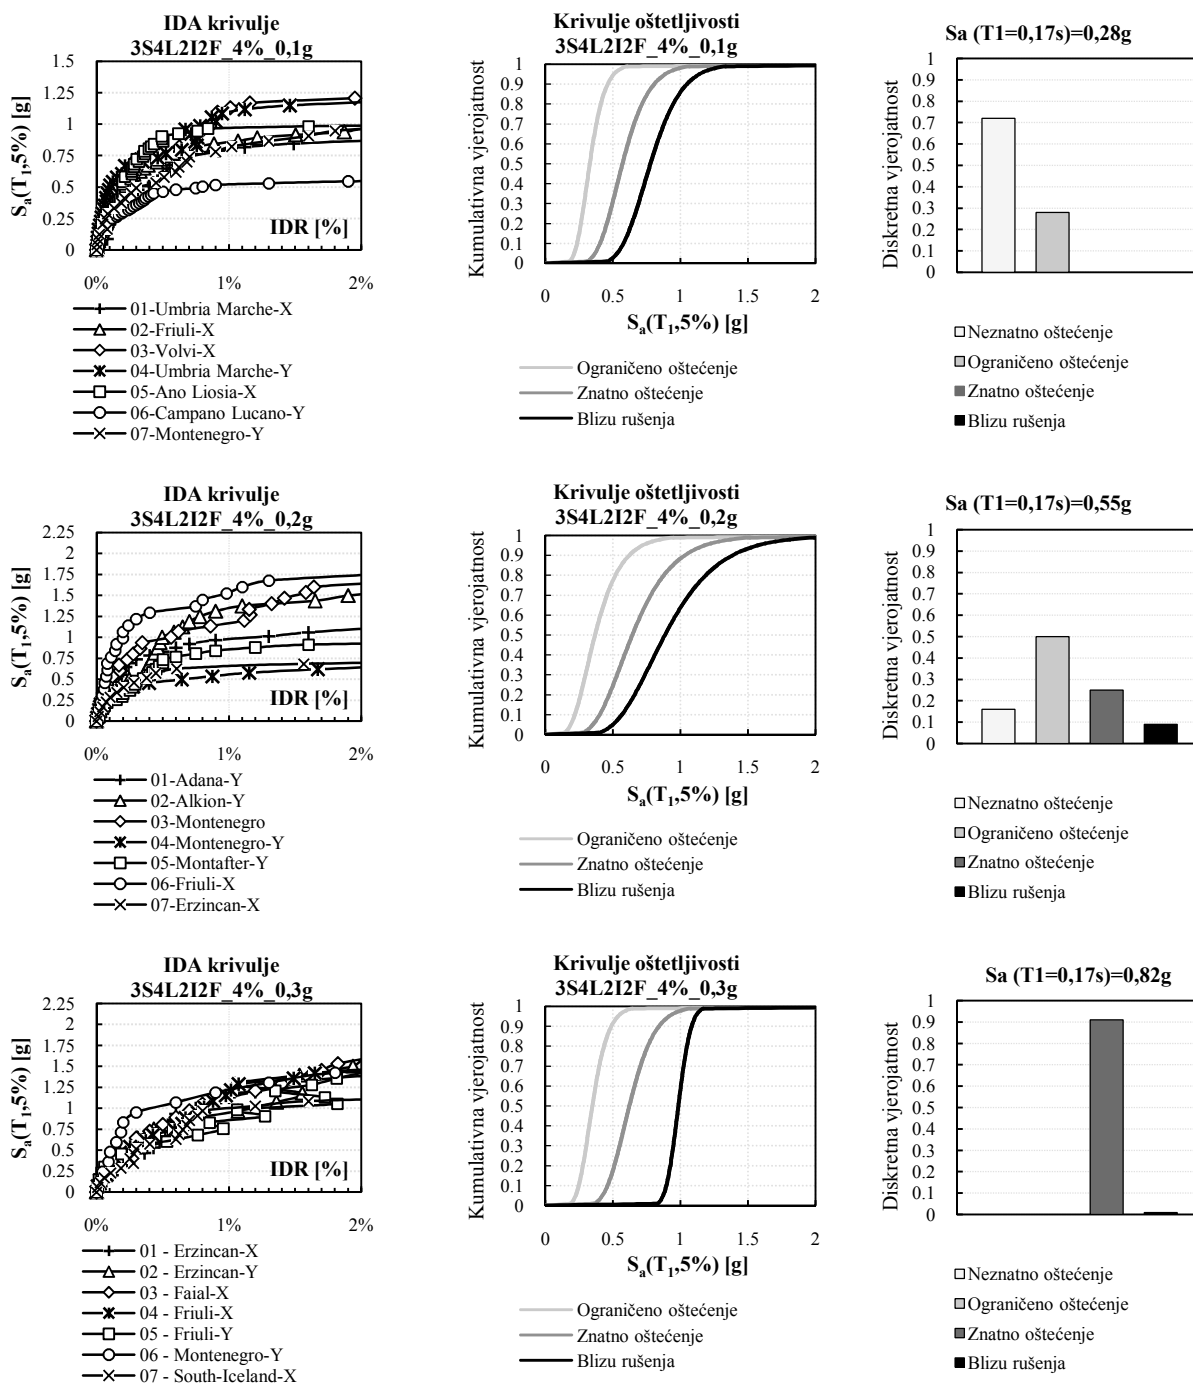 IDA krivulje
3S4L2I2F_4%_0,1g
1.5
1.25
1
0.75
0.5
0.25
0
Sa(T1,5%) [g]
IDR [%]
0% 1% 2%
01-Umbria Marche-X
02-Friuli-X
03-Volvi-X
04-Umbria Marche-Y
05-Ano Liosia-X
06-Campano Lucano-Y
07-Montenegro-Y
Krivulje oštetljivosti
3S4L2I2F_4%_0,1g
Kumulativna vjerojatnost
1
0.9
0.8
0.7
0.6
0.5
0.4
0.3
0.2
0.1
0
0 0.5 1 1.5 2
Sa(T1,5%) [g]
Ograničeno oštećenje
Znatno oštećenje
Blizu rušenja
Sa (T1=0,17s)=0,28g
Diskretna vjerojatnost
1
0.9
0.8
0.7
0.6
0.5
0.4
0.3
0.2
0.1
0
Neznatno oštećenje
Ograničeno oštećenje
Znatno oštećenje
Blizu rušenja
IDA krivulje
3S4L2I2F_4%_0,2g
2.25
2
1.75
1.5
1.25
1
0.75
0.5
0.25
0
Sa(T1,5%) [g]
IDR [%]
0% 1% 2%
01-Adana-Y
02-Alkion-Y
03-Montenegro
04-Montenegro-Y
05-Montafter-Y
06-Friuli-X
07-Erzincan-X
Krivulje oštetljivosti
3S4L2I2F_4%_0,2g
Kumulativna vjerojatnost
1
0.9
0.8
0.7
0.6
0.5
0.4
0.3
0.2
0.1
0
0 0.5 1 1.5 2
Sa(T1,5%) [g]
Ograničeno oštećenje
Znatno oštećenje
Blizu rušenja
Sa (T1=0,17s)=0,55g
Diskretna vjerojatnost
1
0.9
0.8
0.7
0.6
0.5
0.4
0.3
0.2
0.1
0
Neznatno oštećenje
Ograničeno oštećenje
Znatno oštećenje
Blizu rušenja
IDA krivulje
3S4L2I2F_4%_0,3g
2.25
2
1.75
1.5
1.25
1
0.75
0.5
0.25
0
Sa(T1,5%) [g]
IDR [%]
0% 1% 2%
01 - Erzincan-X
02 - Erzincan-Y
03 - Faial-X
04 - Friuli-X
05 - Friuli-Y
06 - Montenegro-Y
07 - South-Iceland-X
Krivulje oštetljivosti
3S4L2I2F_4%_0,3g
Kumulativna vjerojatnost
1
0.9
0.8
0.7
0.6
0.5
0.4
0.3
0.2
0.1
0
0 0.5 1 1.5 2
Sa(T1,5%) [g]
Ograničeno oštećenje
Znatno oštećenje
Blizu rušenja
Sa (T1=0,17s)=0,82g
Diskretna vjerojatnost
1
0.9
0.8
0.7
0.6
0.5
0.4
0.3
0.2
0.1
0
Neznatno oštećenje
Ograničeno oštećenje
Znatno oštećenje
Blizu rušenja